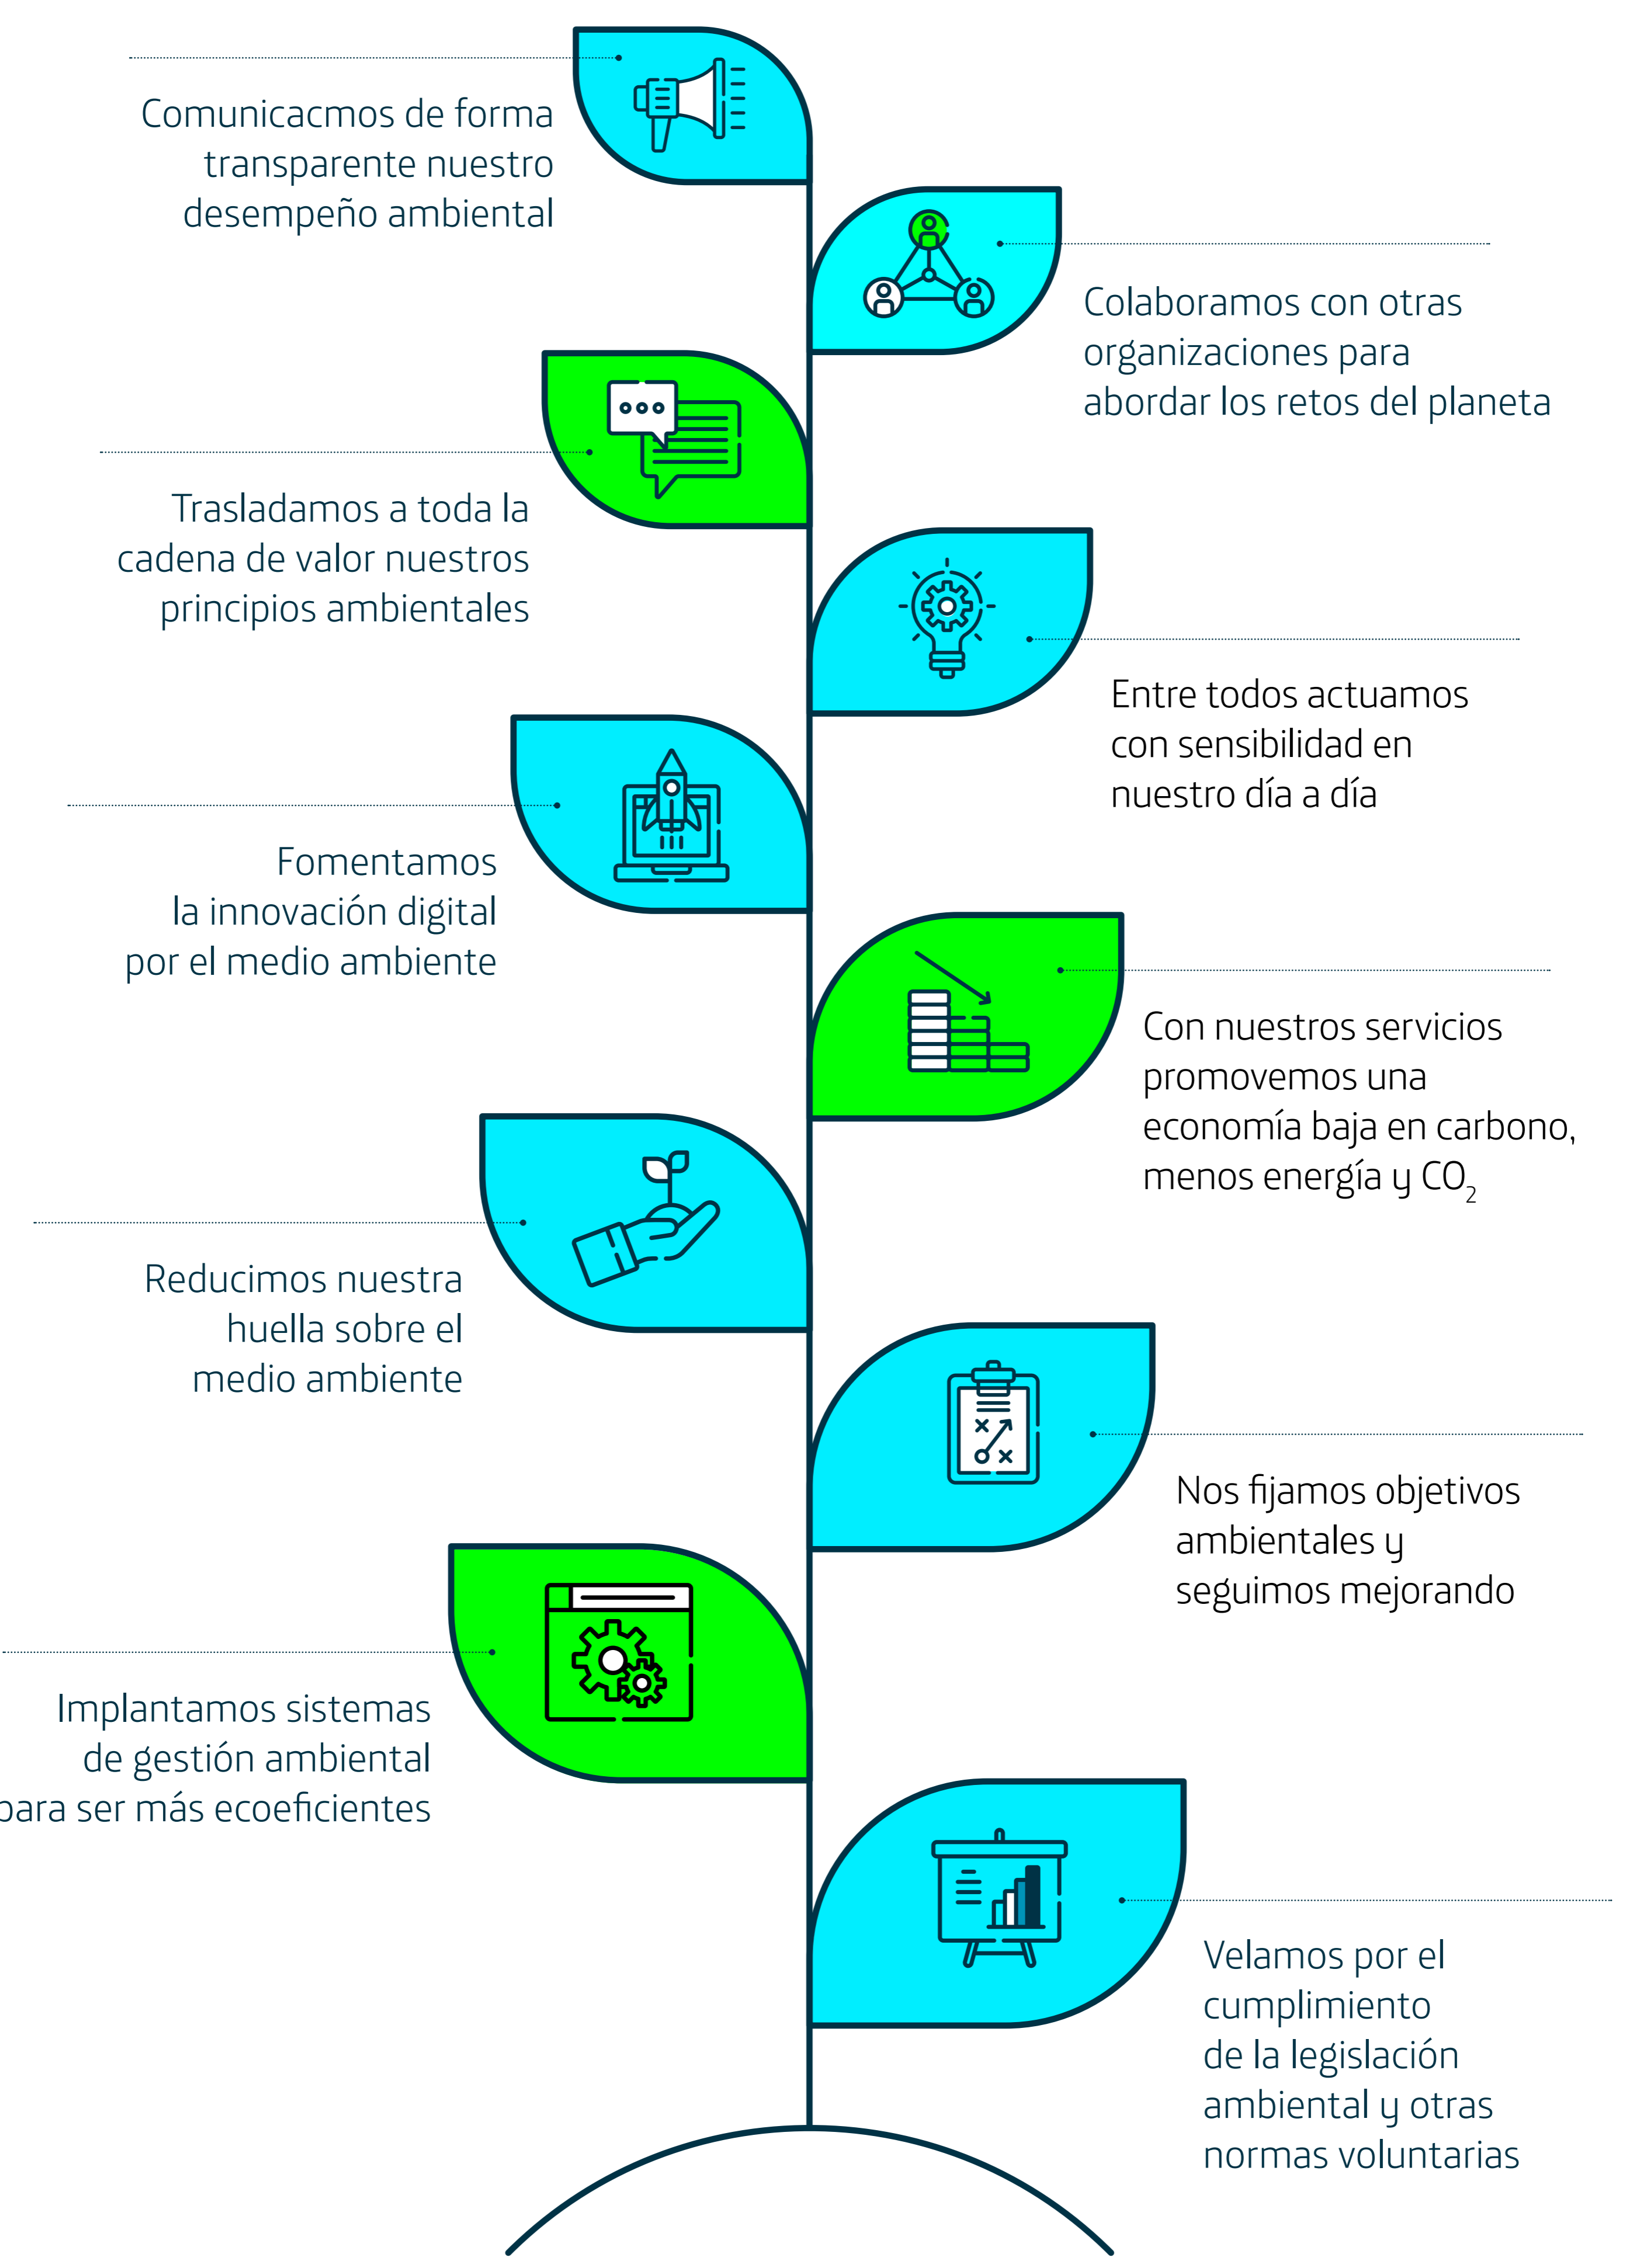 Comunicacmos de forma
transparente nuestro
desempeño ambiental
Colaboramos con otras
organizaciones para
abordar los retos del planeta
Trasladamos a toda la
cadena de valor nuestros
principios ambientales
Entre todos actuamos
con sensibilidad en
nuestro día a día
Fomentamos
la innovación digital
por el medio ambiente
Con nuestros servicios
promovemos una
economía baja en carbono,
menos energía y CO₂
Reducimos nuestra
huella sobre el
medio ambiente
Nos fijamos objetivos
ambientales y
seguimos mejorando
Implantamos sistemas
de gestión ambiental
para ser más ecoeficientes
Velamos por el
cumplimiento
de la legislación
ambiental y otras
normas voluntarias